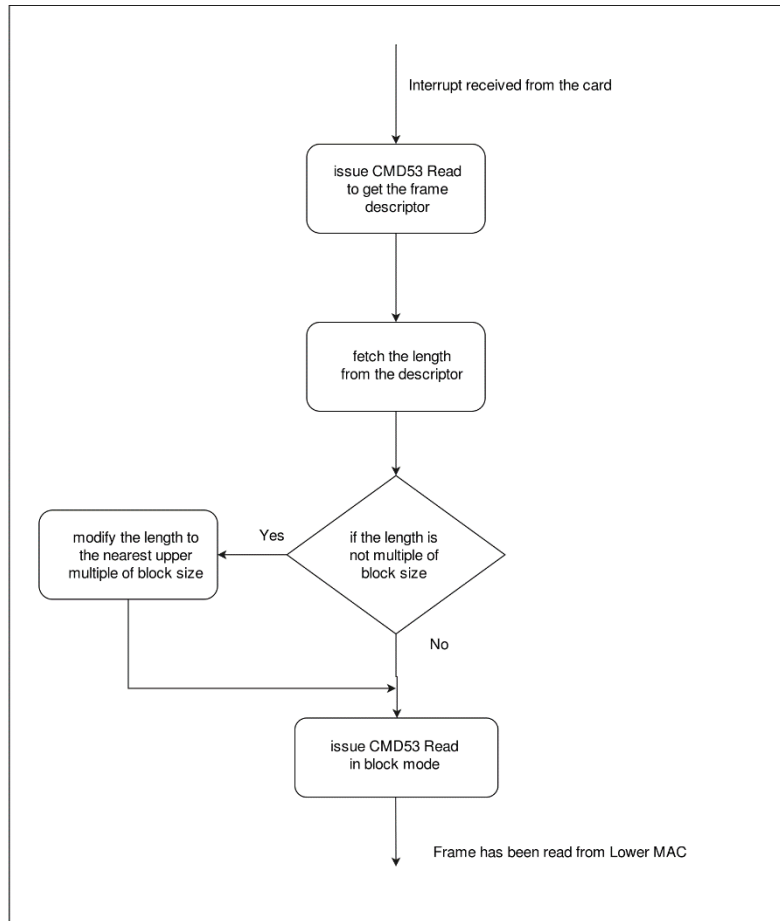 Interrupt received from the card
issue CMD53 Read
to get the frame
descriptor
fetch the length
from the descriptor
if the length is
not multiple of
block size
Yes
modify the length to
the nearest upper
multiple of block size
No
issue CMD53 Read
in block mode
Frame has been read from Lower MAC